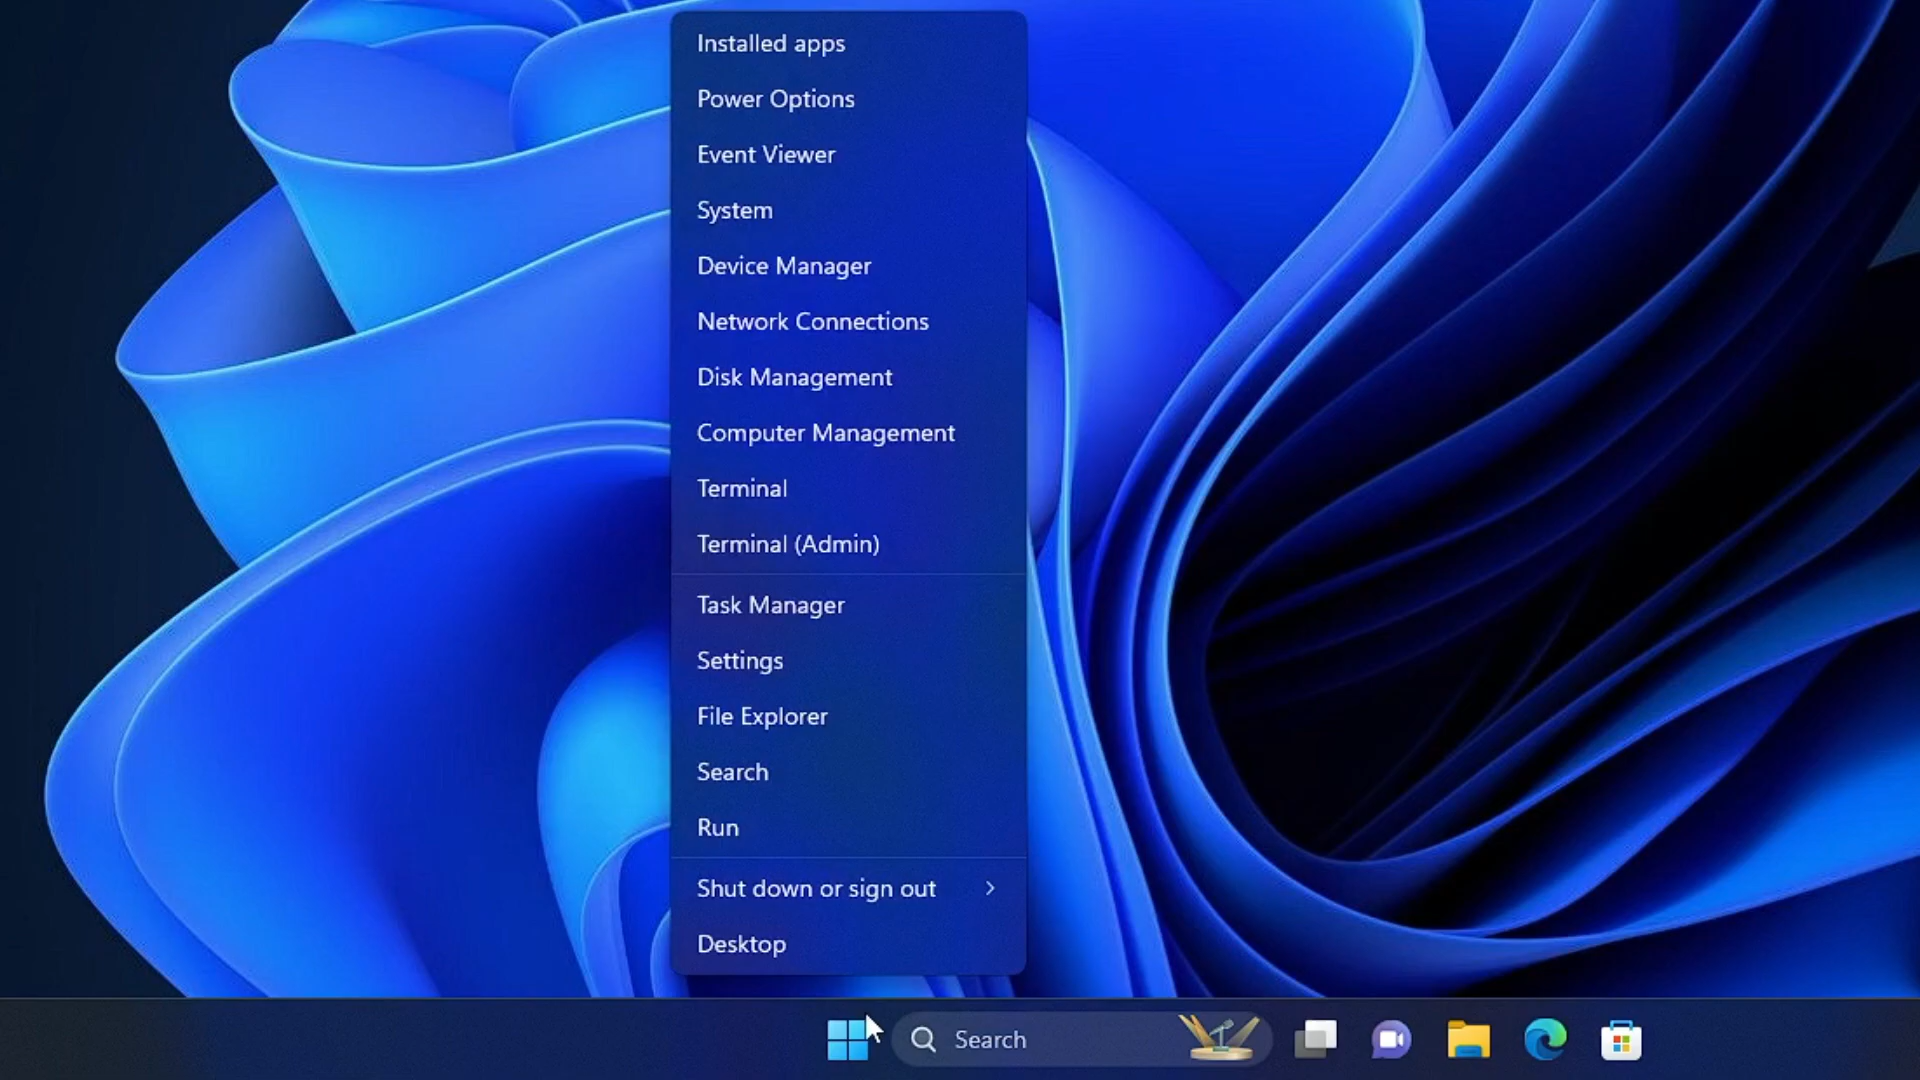 Installed apps
Power Options
Event Viewer
System
Device Manager
Network Connections
Disk Management
Computer Management
Terminal
Terminal (Admin)
Task Manager
Settings
File Explorer
Search
Run
Shut down or sign out
Desktop
Search